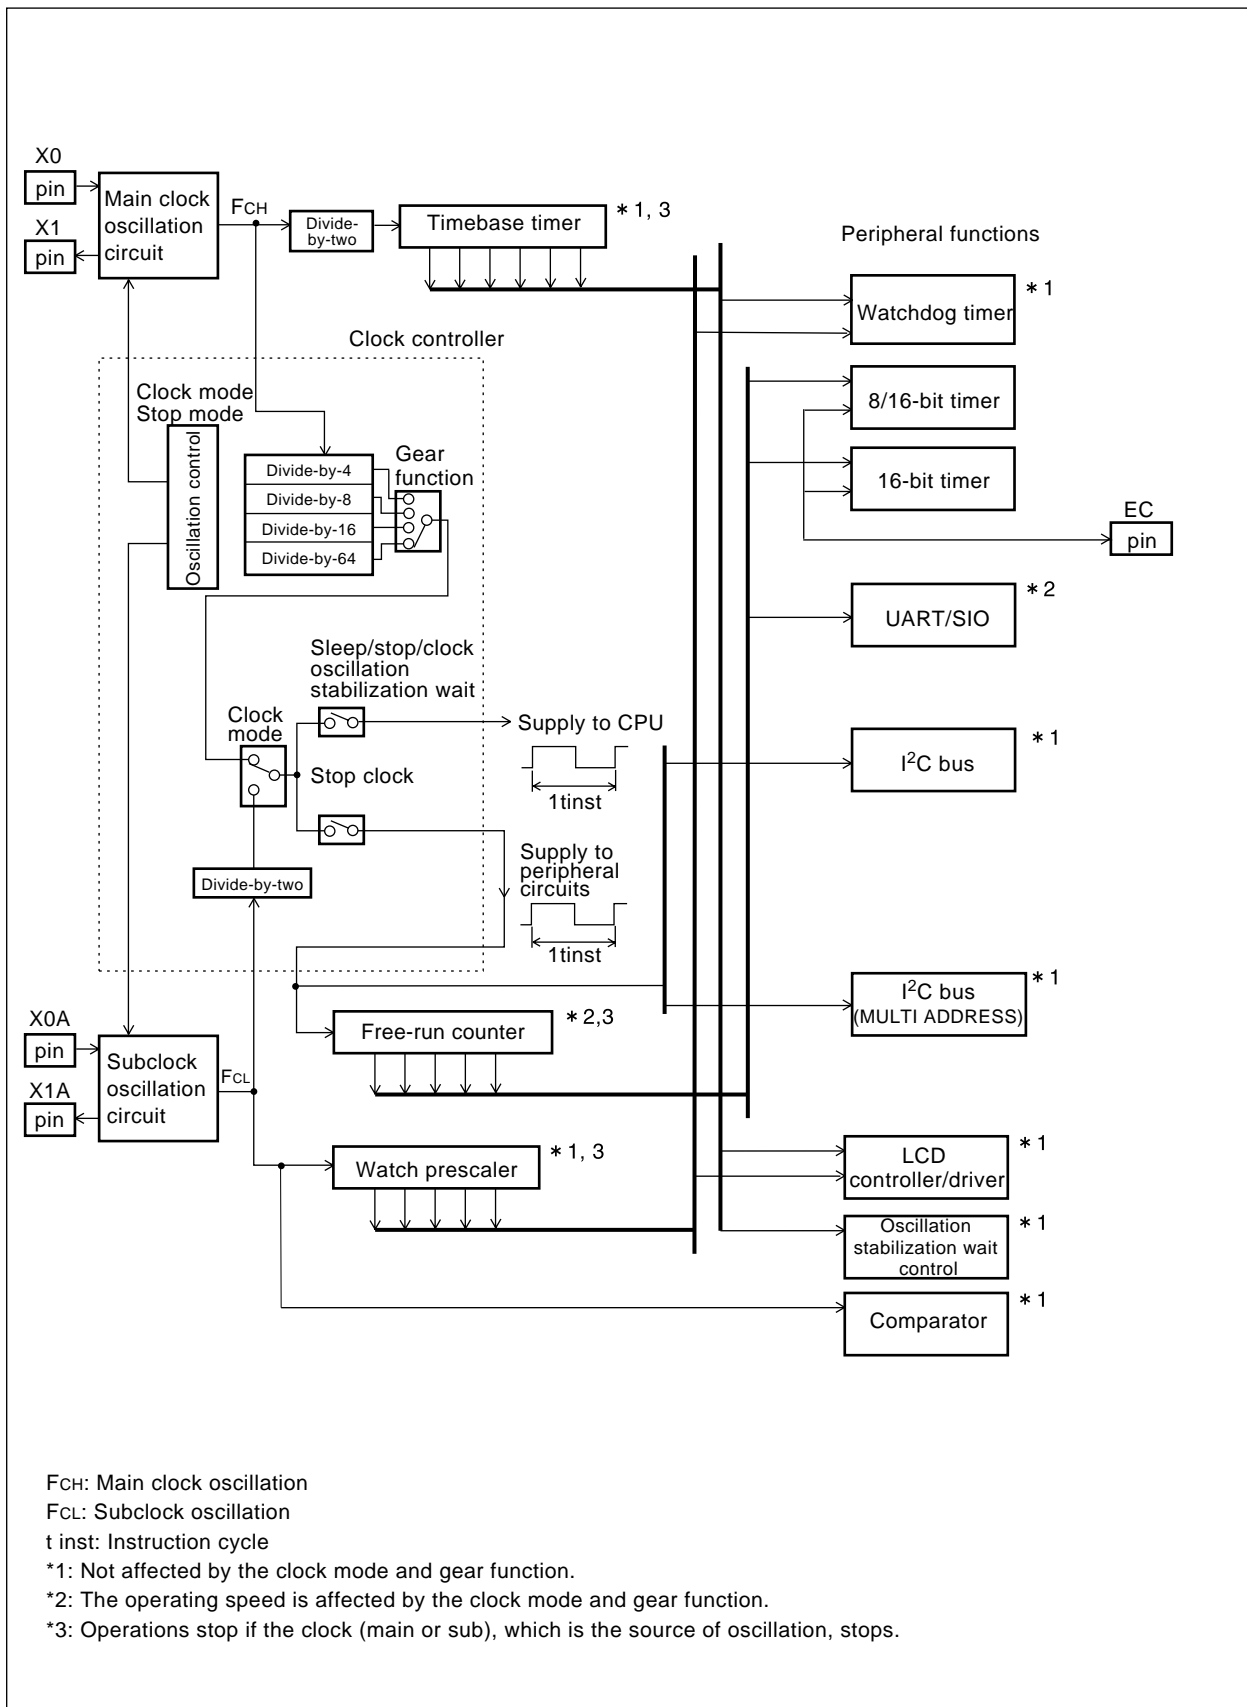 X0
pin
X1
pin
Main clock
oscillation
circuit
FCH
Divide-
by-two
Timebase timer
* 1, 3
Peripheral functions
Watchdog timer
* 1
Clock controller
8/16-bit timer
Clock mode
Stop mode
Oscillation control
Divide-by-4
Divide-by-8
Divide-by-16
Divide-by-64
Gear
function
16-bit timer
EC
pin
UART/SIO
* 2
Sleep/stop/clock
oscillation
stabilization wait
Clock
mode
Supply to CPU
1tinst
Stop clock
I2C bus
* 1
Divide-by-two
Supply to
peripheral
circuits
1tinst
I2C bus
(MULTI ADDRESS)
* 1
X0A
pin
X1A
pin
Subclock
oscillation
circuit
FCL
Free-run counter
* 2,3
Watch prescaler
* 1, 3
LCD
controller/driver
* 1
Oscillation
stabilization wait
control
* 1
Comparator
* 1
FCH: Main clock oscillation
FCL: Subclock oscillation
t inst: Instruction cycle
*1: Not affected by the clock mode and gear function.
*2: The operating speed is affected by the clock mode and gear function.
*3: Operations stop if the clock (main or sub), which is the source of oscillation, stops.